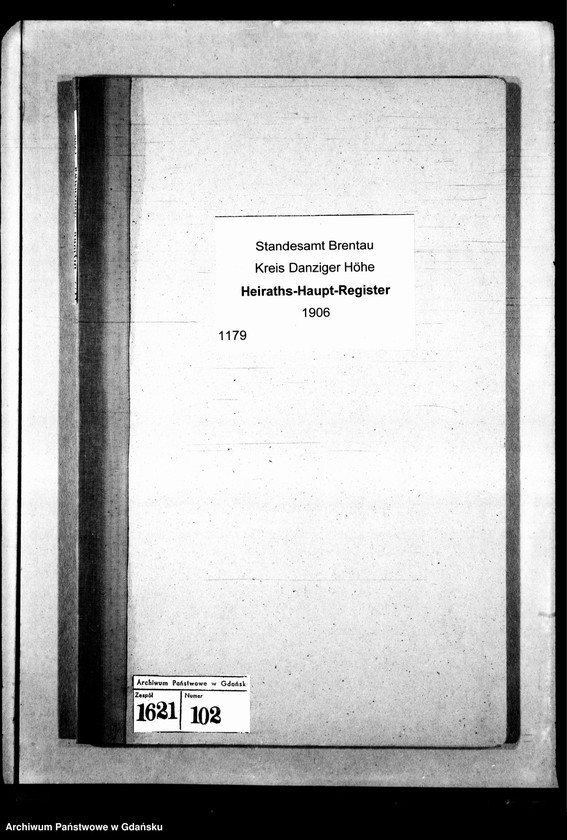 Standesamt Brentau
Kreis Danziger Höhe
Heiraths-Haupt-Register
1906
1179
Archiwum Państwowe w Gdańsk
Zespół
Numer
1621
102
Archiwum Państwowe w Gdańsku